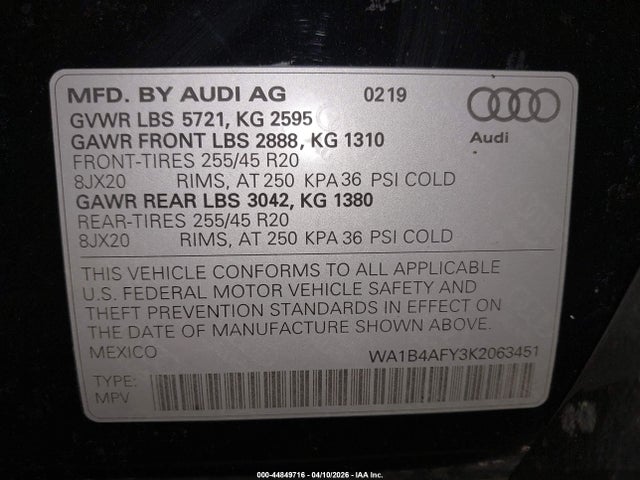 MFD. BY AUDI AG 0219
GVWR LBS 5721, KG 2595
GAWR FRONT LBS 2888, KG 1310
Audi
FRONT-TIRES 255/45 R20
8JX20 RIMS, AT 250 KPA 36 PSI COLD
GAWR REAR LBS 3042, KG 1380
REAR-TIRES 255/45 R20
8JX20 RIMS, AT 250 KPA 36 PSI COLD
THIS VEHICLE CONFORMS TO ALL APPLICABLE
U.S. FEDERAL MOTOR VEHICLE SAFETY AND
THEFT PREVENTION STANDARDS IN EFFECT ON
THE DATE OF MANUFACTURE SHOWN ABOVE.
MEXICO WA1B4AFY3K2063451
TYPE:
MPV
000-44849716 - 04/10/2026 - IAA Inc.